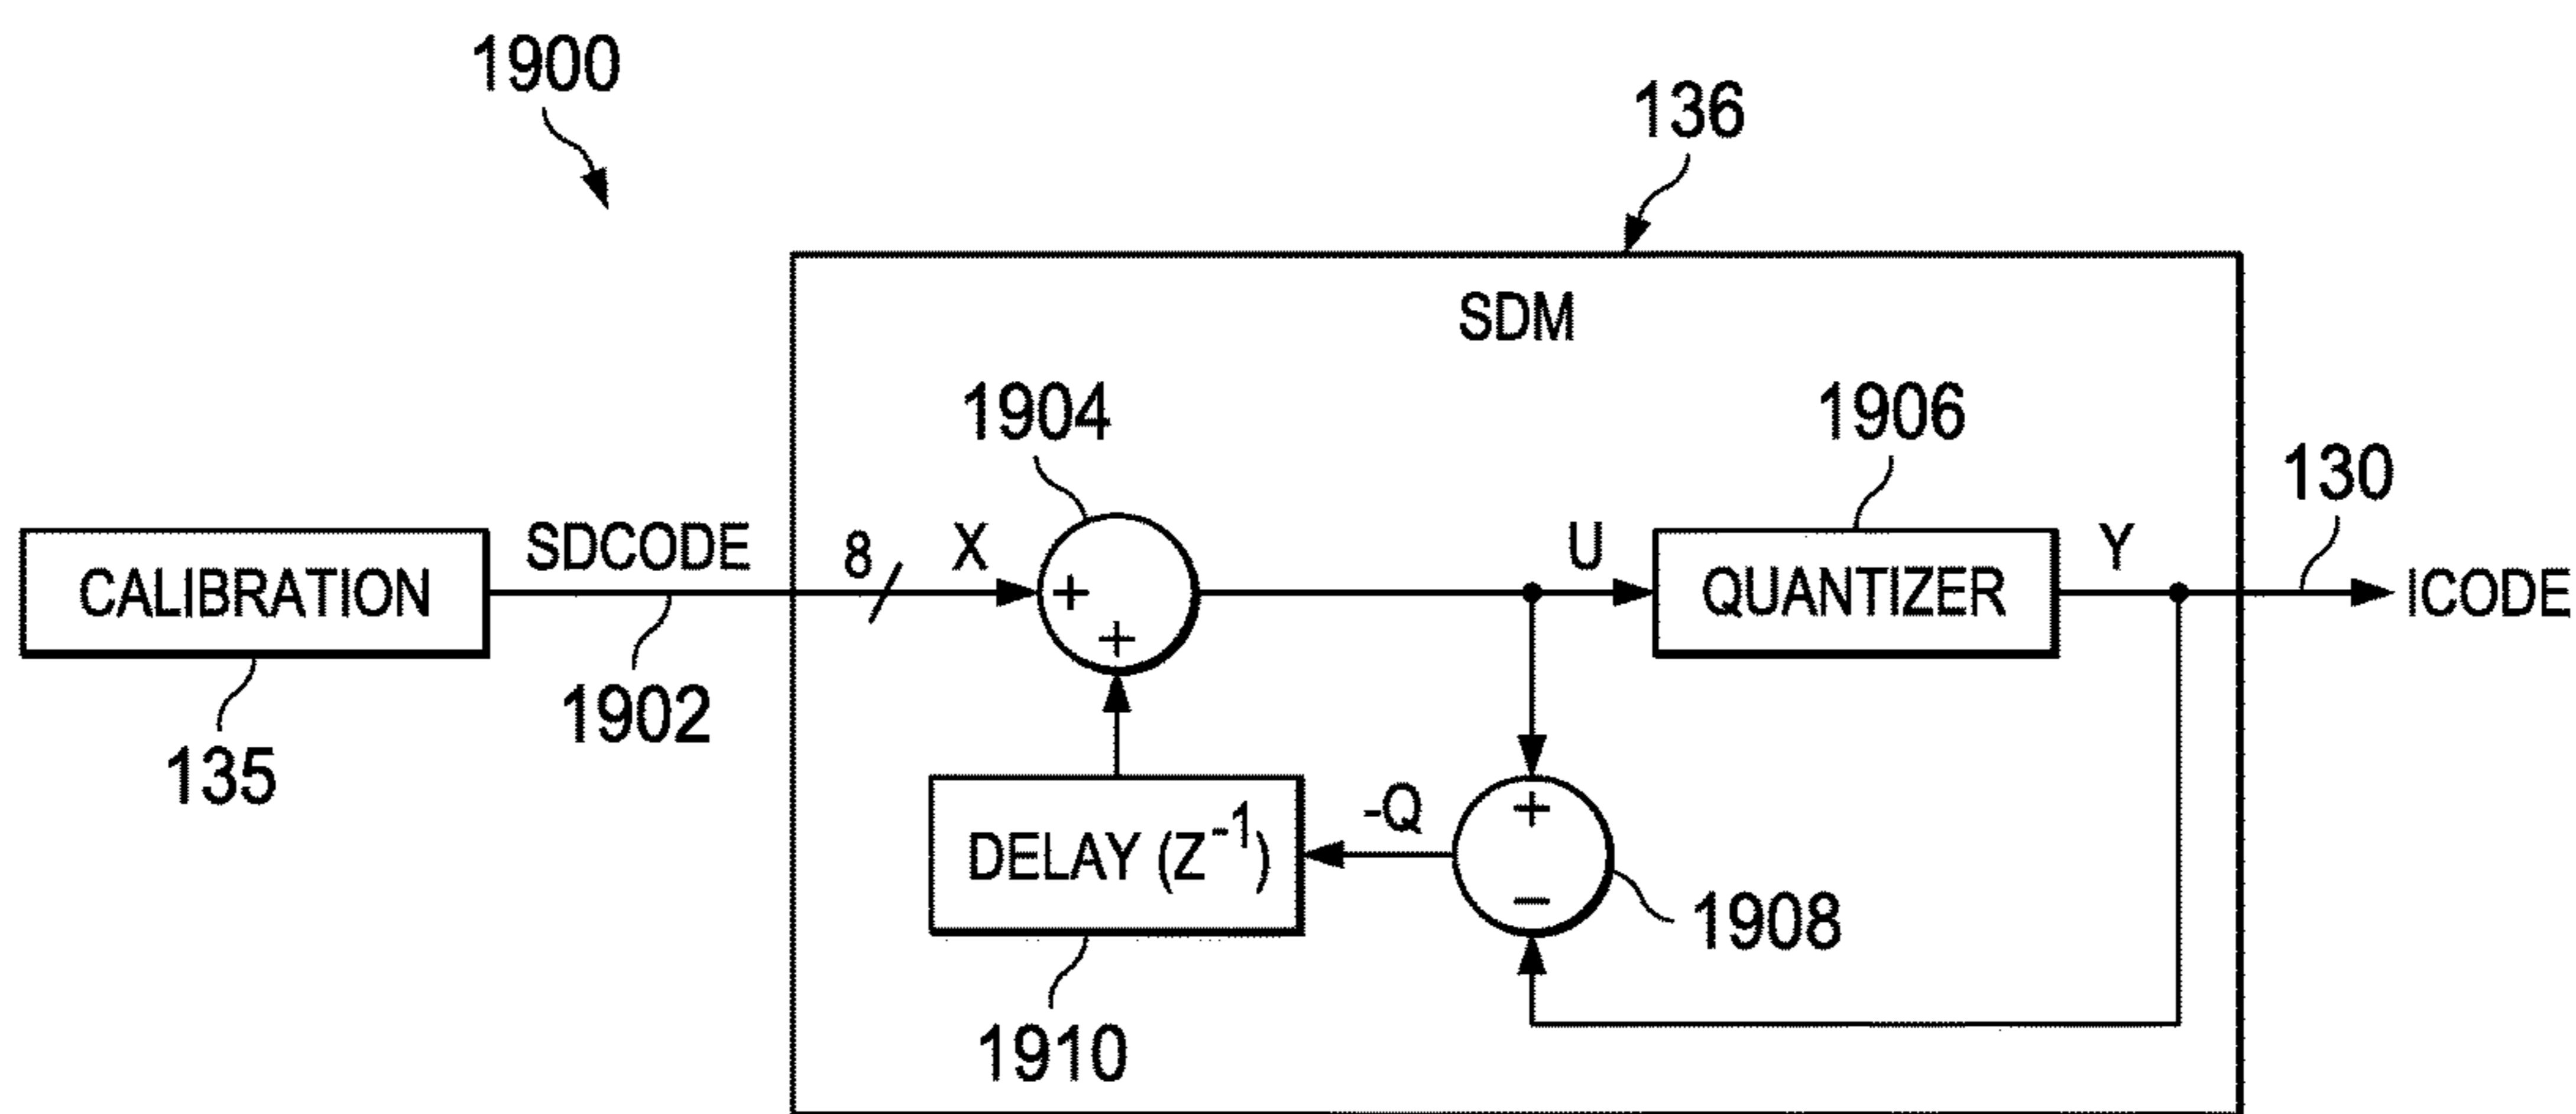 1900
136
SDM
1904
1906
130
SDCODE
8
X
U
Y
CALIBRATION
+
QUANTIZER
ICODE
+
1902
135
-Q
+
DELAY (Z⁻¹)
−
1908
1910